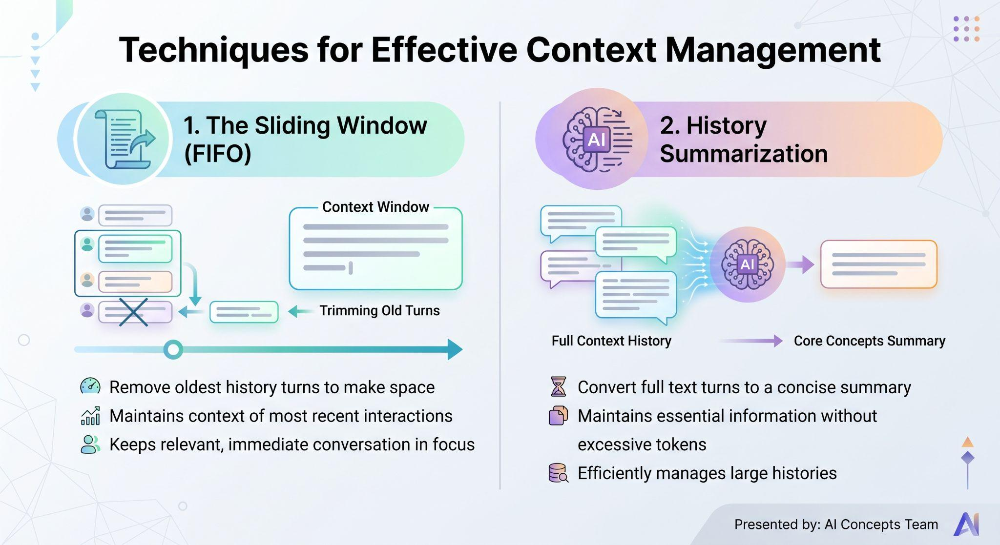 Techniques for Effective Context Management
1. The Sliding Window
(FIFO)
Context Window
Trimming Old Turns
Remove oldest history turns to make space
Maintains context of most recent interactions
Keeps relevant, immediate conversation in focus
2. History
Summarization
AI
AI
Full Context History
Core Concepts Summary
Convert full text turns to a concise summary
Maintains essential information without
excessive tokens
Efficiently manages large histories
Presented by: AI Concepts Team
AI